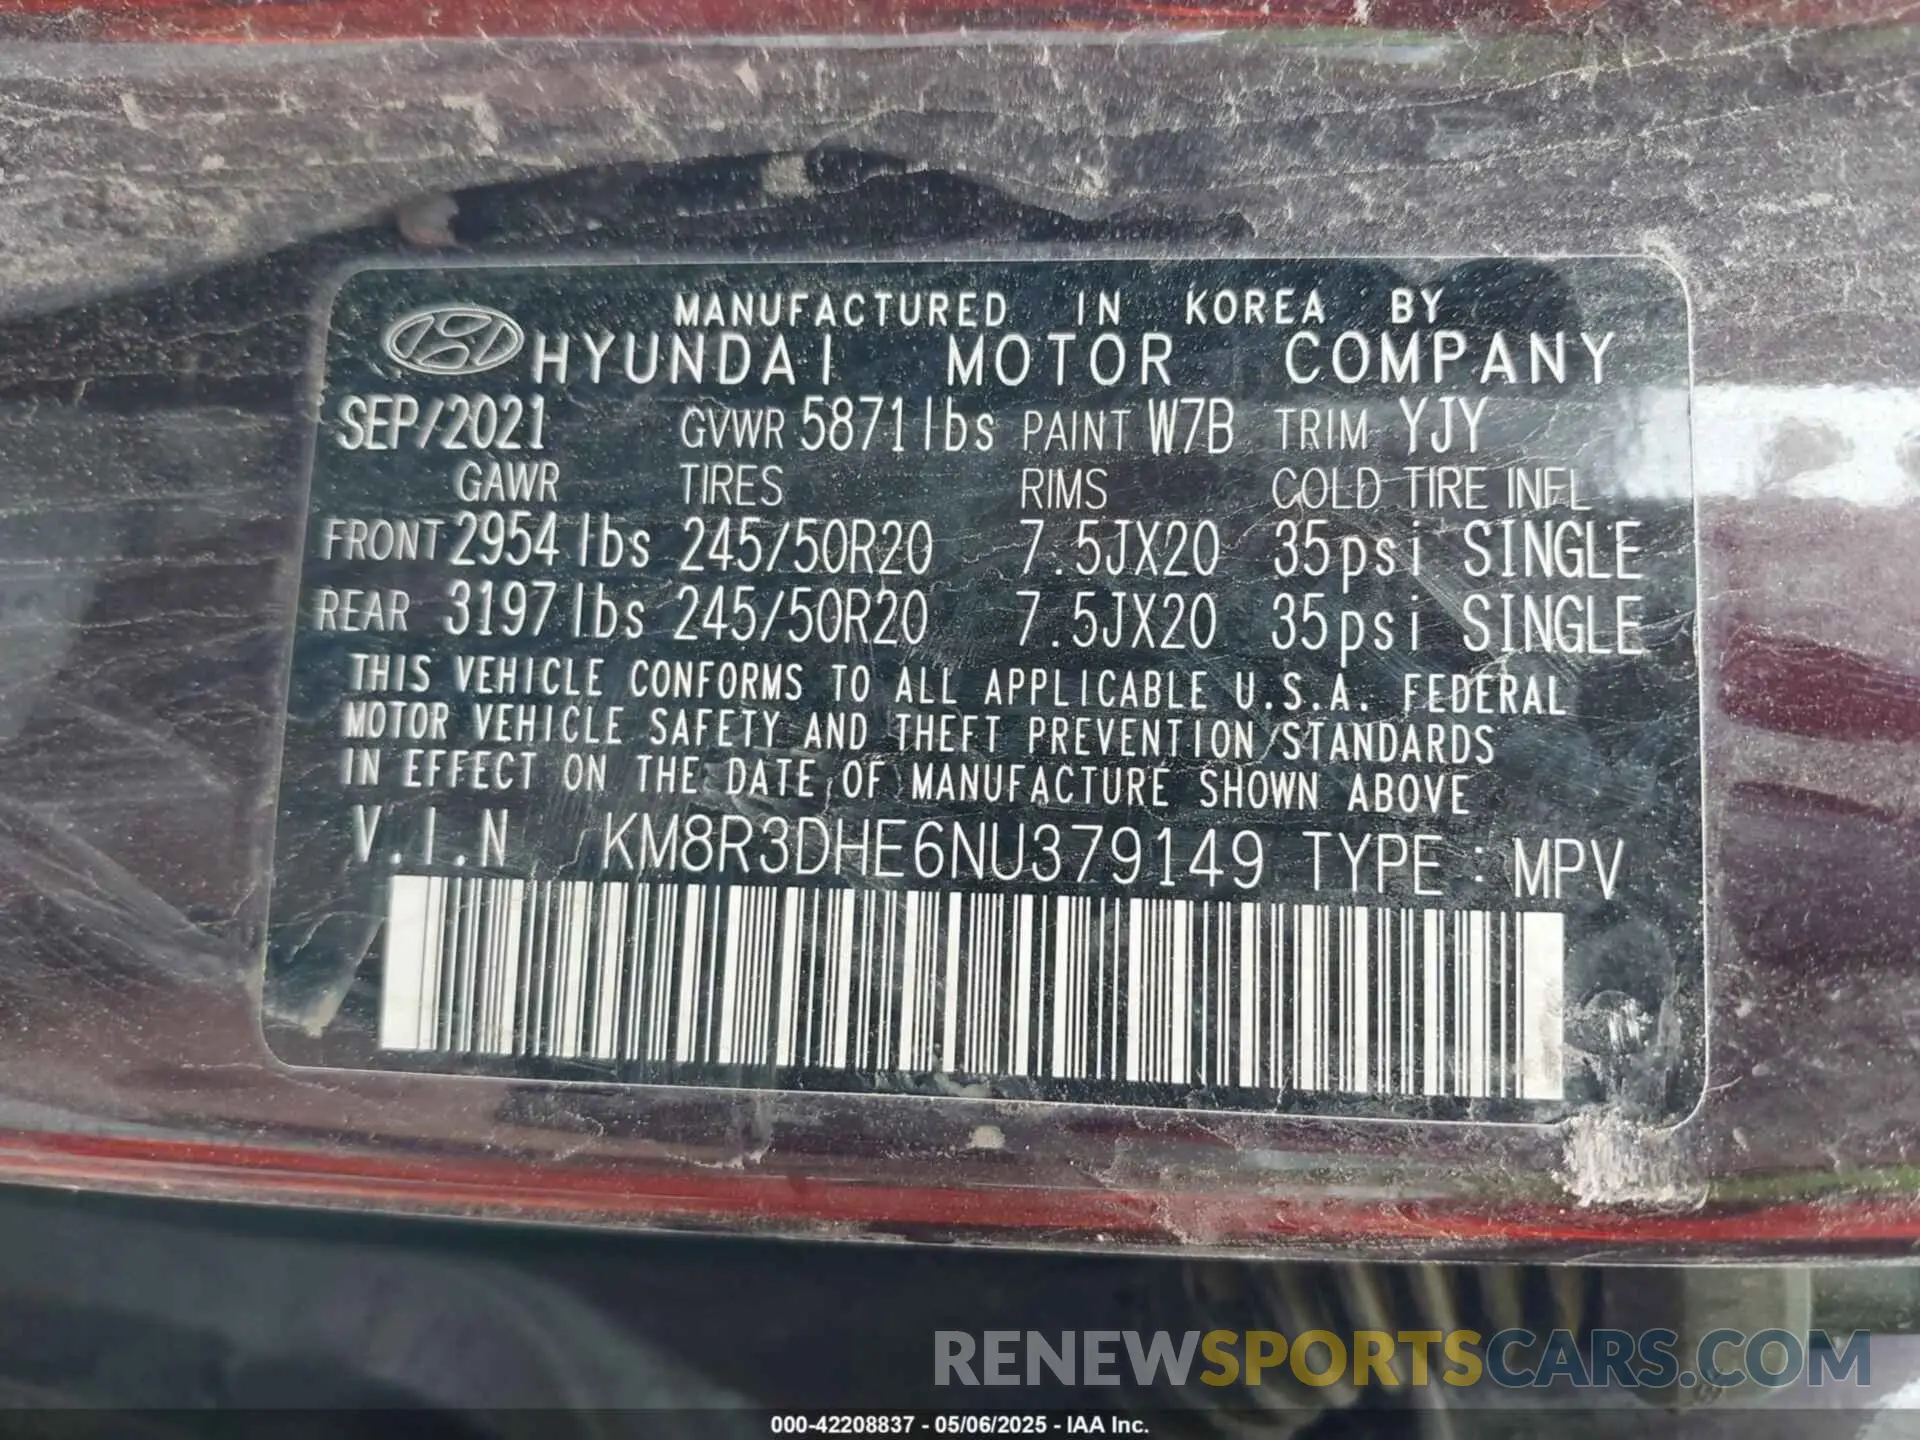 MANUFACTURED IN KOREA BY
HYUNDAI MOTOR COMPANY
SEP/2021 GVWR 5871lbs PAINT W7B TRIM YJY
GAWR TIRES RIMS COLD TIRE INFL.
FRONT 2954 lbs 245/50R20 7.5JX20 35psi SINGLE
REAR 3197 lbs 245/50R20 7.5JX20 35psi SINGLE
THIS VEHICLE CONFORMS TO ALL APPLICABLE U.S.A. FEDERAL
MOTOR VEHICLE SAFETY AND THEFT PREVENTION STANDARDS
IN EFFECT ON THE DATE OF MANUFACTURE SHOWN ABOVE
V.I.N KM8R3DHE6NU379149 TYPE : MPV
RENEWSPORTSCARS.COM
000-42208837 - 05/06/2025 - IAA Inc.